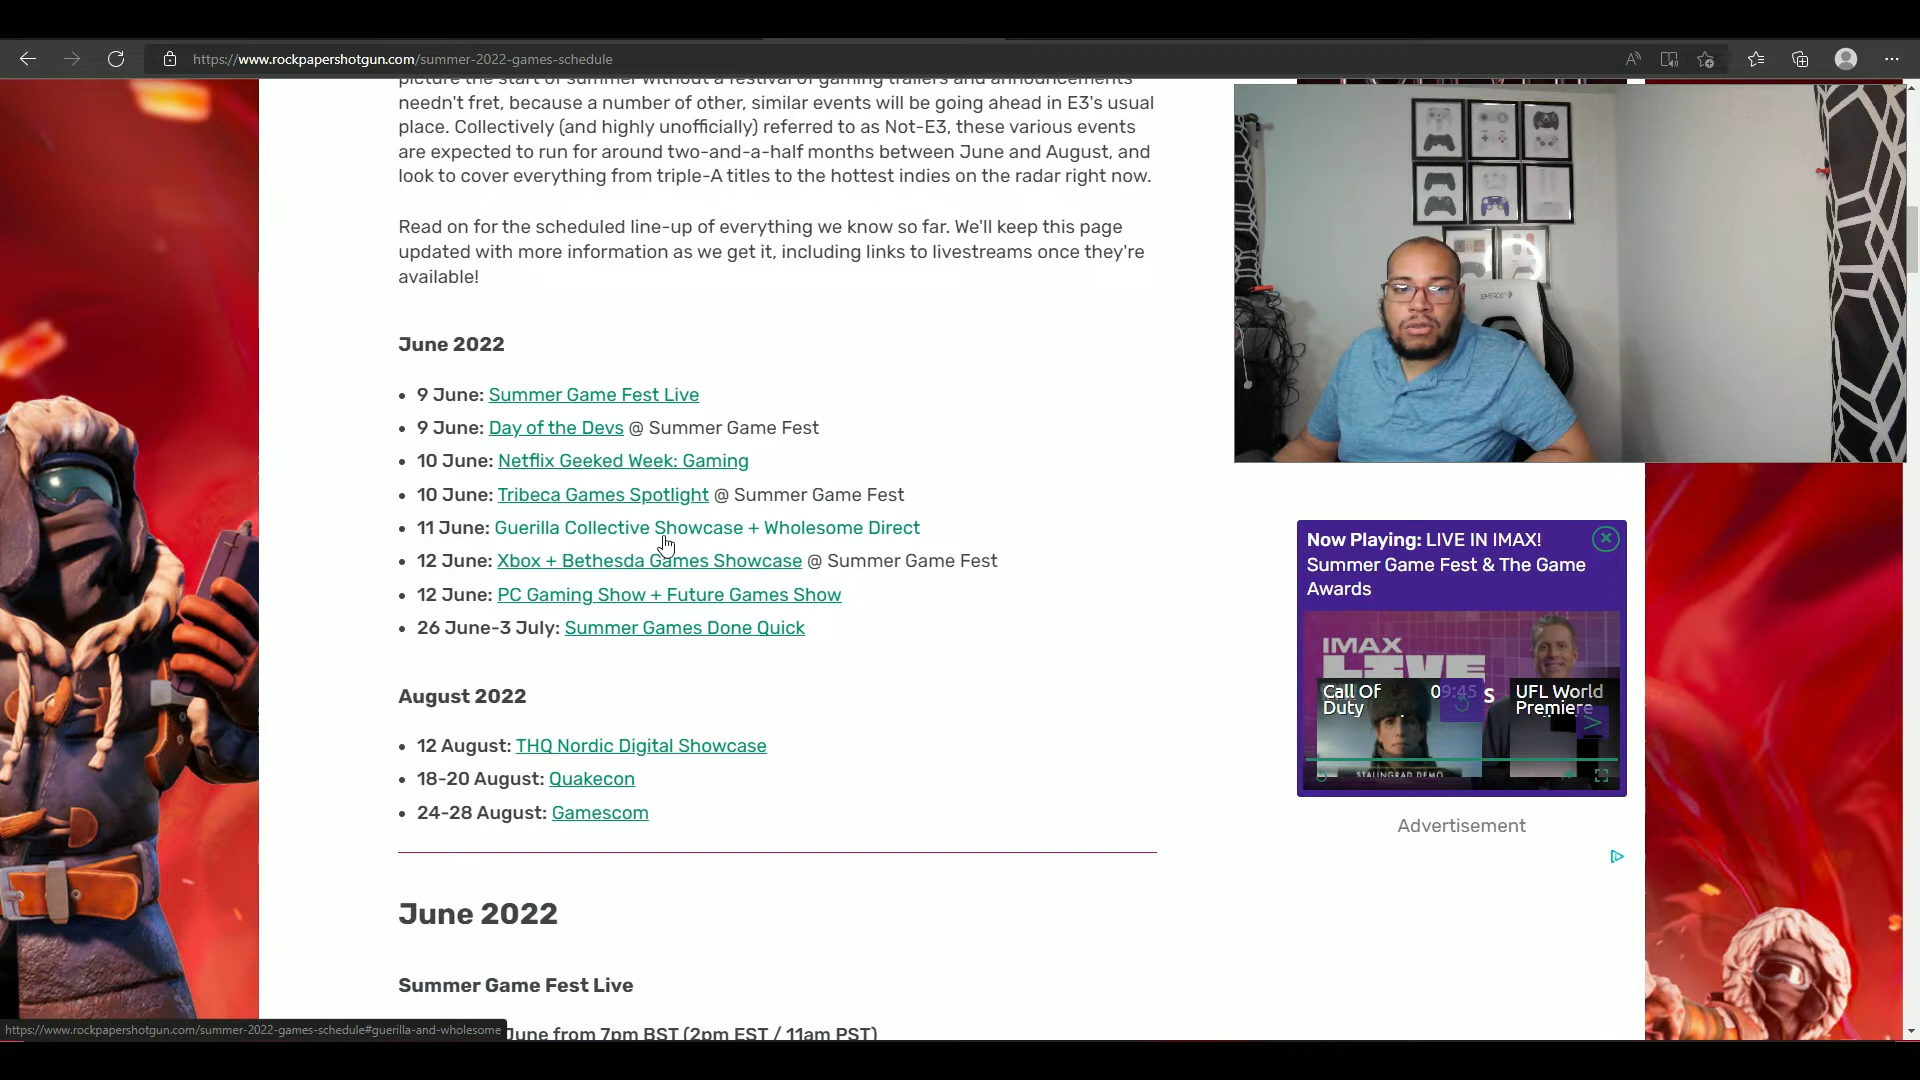 https://www.rockpapershotgun.com/summer-2022-games-schedule
picture the start of summer without a festival of gaming trailers and announcements
needn't fret, because a number of other, similar events will be going ahead in E3's usual
place. Collectively (and highly unofficially) referred to as Not-E3, these various events
are expected to run for around two-and-a-half months between June and August, and
look to cover everything from triple-A titles to the hottest indies on the radar right now.
Read on for the scheduled line-up of everything we know so far. We'll keep this page
updated with more information as we get it, including links to livestreams once they're
available!
June 2022
• 9 June: Summer Game Fest Live
• 9 June: Day of the Devs @ Summer Game Fest
• 10 June: Netflix Geeked Week: Gaming
• 10 June: Tribeca Games Spotlight @ Summer Game Fest
• 11 June: Guerilla Collective Showcase + Wholesome Direct
• 12 June: Xbox + Bethesda Games Showcase @ Summer Game Fest
• 12 June: PC Gaming Show + Future Games Show
• 26 June-3 July: Summer Games Done Quick
August 2022
• 12 August: THQ Nordic Digital Showcase
• 18-20 August: Quakecon
• 24-28 August: Gamescom
June 2022
Summer Game Fest Live
June from 7pm BST (2pm EST / 11am PST)
https://www.rockpapershotgun.com/summer-2022-games-schedule#guerilla-and-wholesome
Now Playing: LIVE IN IMAX!
Summer Game Fest & The Game
Awards
IMAX
LIVE
Call Of
Duty
09:45
S
UFL World
Premiere
STALINGRAD DEMO
Advertisement